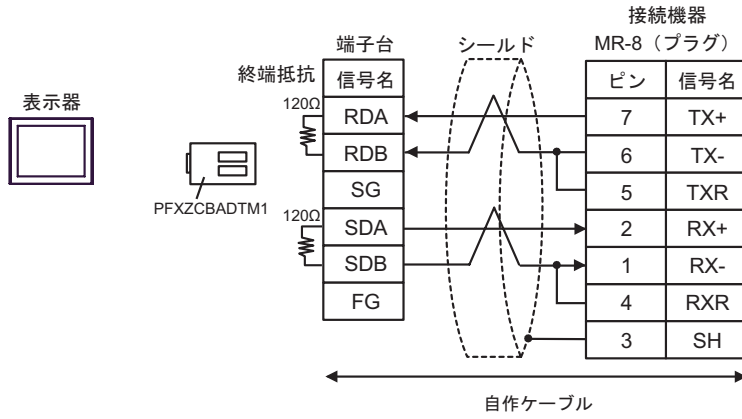 接続機器
端子台 シールド MR-8（プラグ）
終端抵抗 信号名 ピン 信号名
表示器 120Ω RDA 7 TX+
RDB 6 TX-
SG 5 TXR
PFXZCBADTM1
120Ω SDA 2 RX+
SDB 1 RX-
FG 4 RXR
3 SH
自作ケーブル